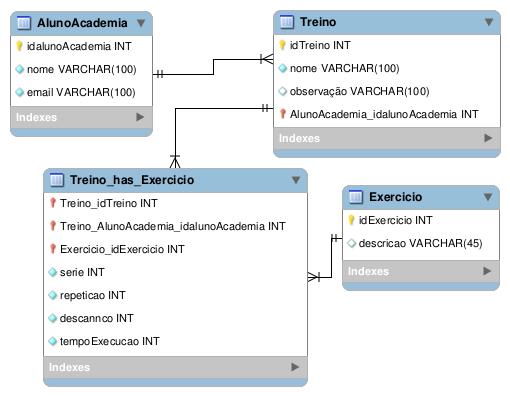 AlunoAcademia
idalunoAcademia INT
nome VARCHAR(100)
email VARCHAR(100)
Indexes
Treino
idTreino INT
nome VARCHAR(100)
observação VARCHAR(100)
AlunoAcademia_idalunoAcademia INT
Indexes
Treino_has_Exercicio
Treino_idTreino INT
Treino_AlunoAcademia_idalunoAcademia INT
Exercicio_idExercicio INT
serie INT
repeticao INT
descannco INT
tempoExecucao INT
Indexes
Exercicio
idExercicio INT
descricao VARCHAR(45)
Indexes